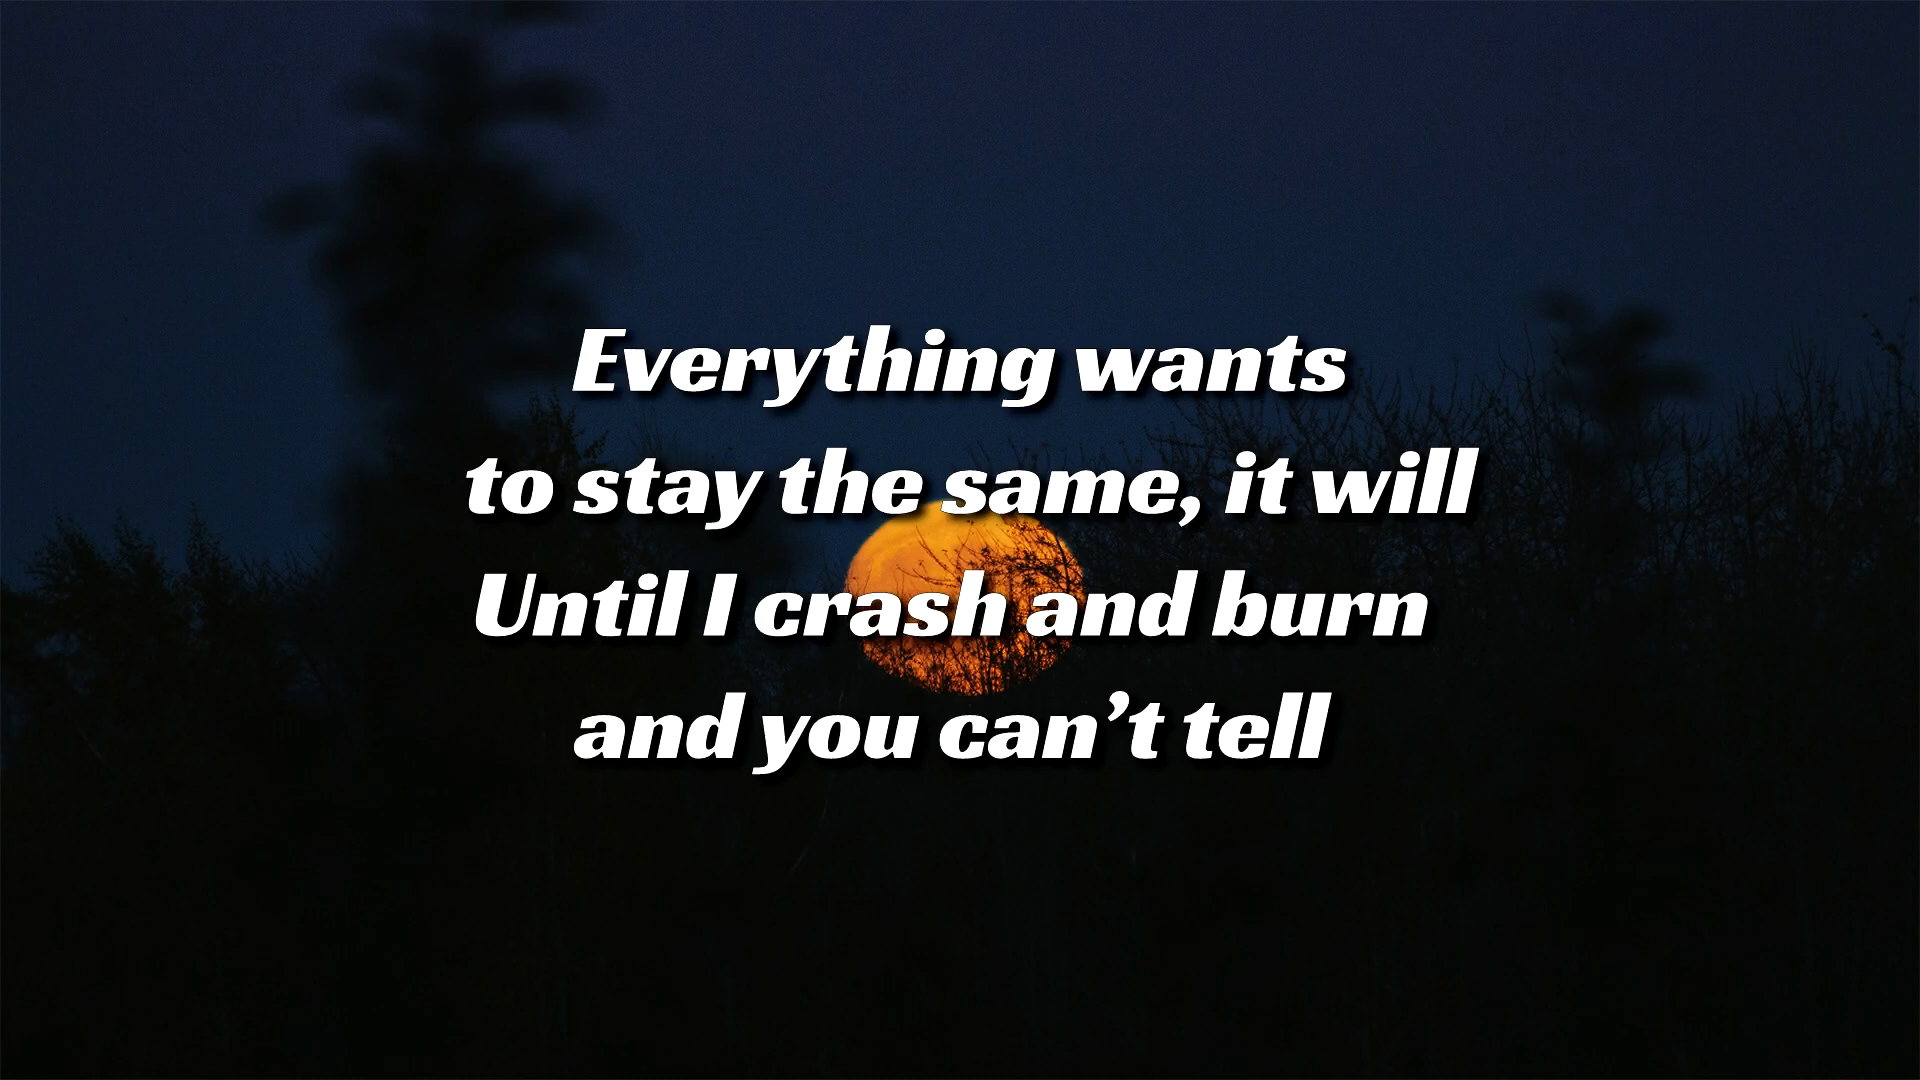 Everything wants
to stay the same, it will
Until I crash and burn
and you can’t tell